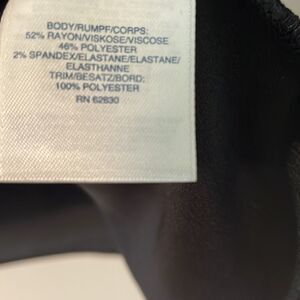 BODY/RUMPF/CORPS:
52% RAYON/VISKOSE/VISCOSE
46% POLYESTER
2% SPANDEX/ELASTANE/ELASTANE/
ELASTHANNE
TRIM/BESATZ/BORD:
100% POLYESTER
RN 62830